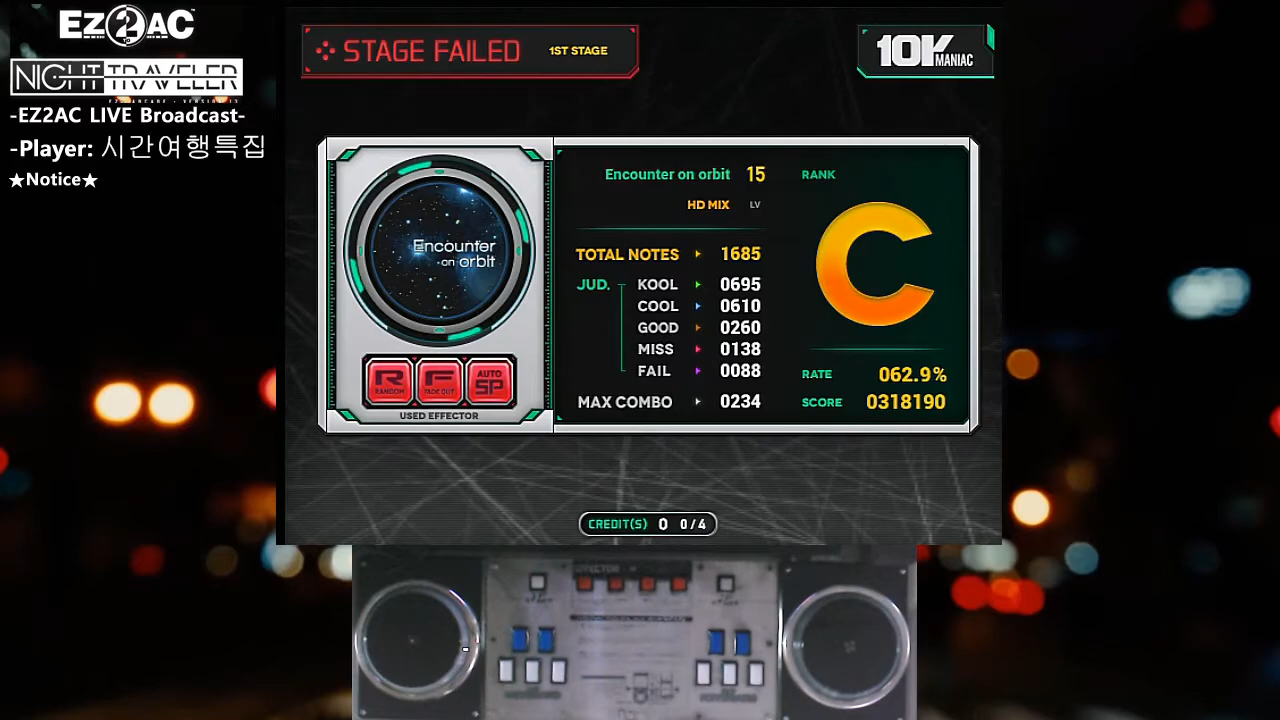 EZ2AC
NIGHT TRAVELER
-EZ2AC LIVE Broadcast-
-Player: 시간여행특집
★Notice★
STAGE FAILED 1ST STAGE
10K MANIAC
Encounter on orbit 15
HD MIX LV
Encounter
-on orbit
TOTAL NOTES 1685
JUD. KOOL 0695
COOL 0610
GOOD 0260
MISS 0138
FAIL 0088
MAX COMBO 0234
RANK
C
RATE 062.9%
SCORE 0318190
R RANDOM
F FADE OUT
AUTO SP
USED EFFECTOR
CREDIT(S) 0 0/4